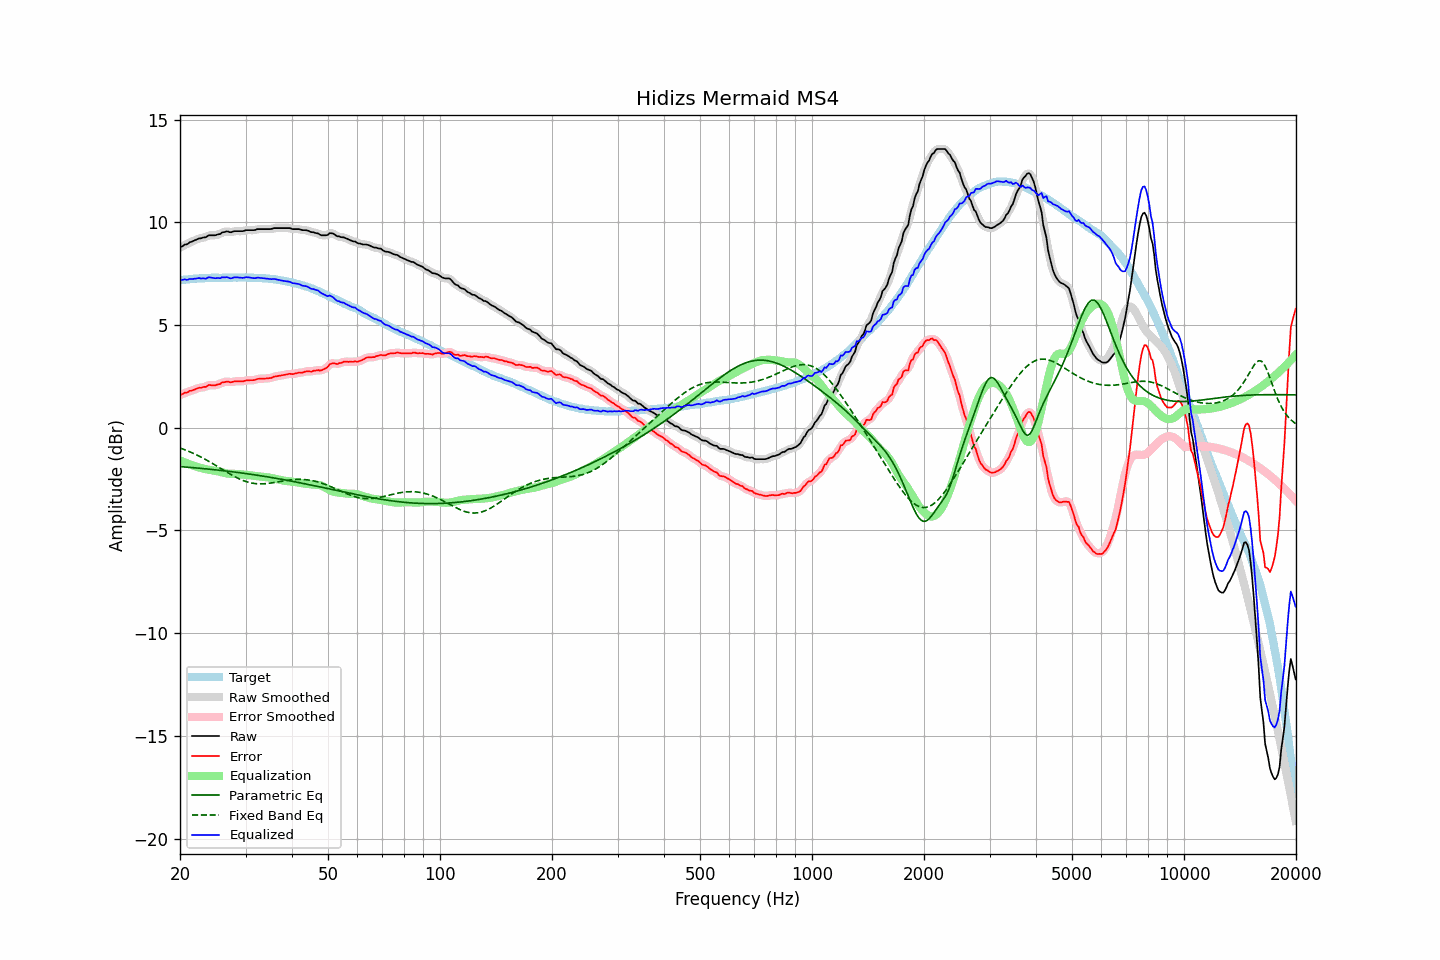 Hidizs Mermaid MS4
Amplitude (dBr)
15
10
5
0
−5
−10
−15
−20
Target
Raw Smoothed
Error Smoothed
Raw
Error
Equalization
Parametric Eq
Fixed Band Eq
Equalized
20 50 100 200 500 1000 2000 5000 10000 20000
Frequency (Hz)